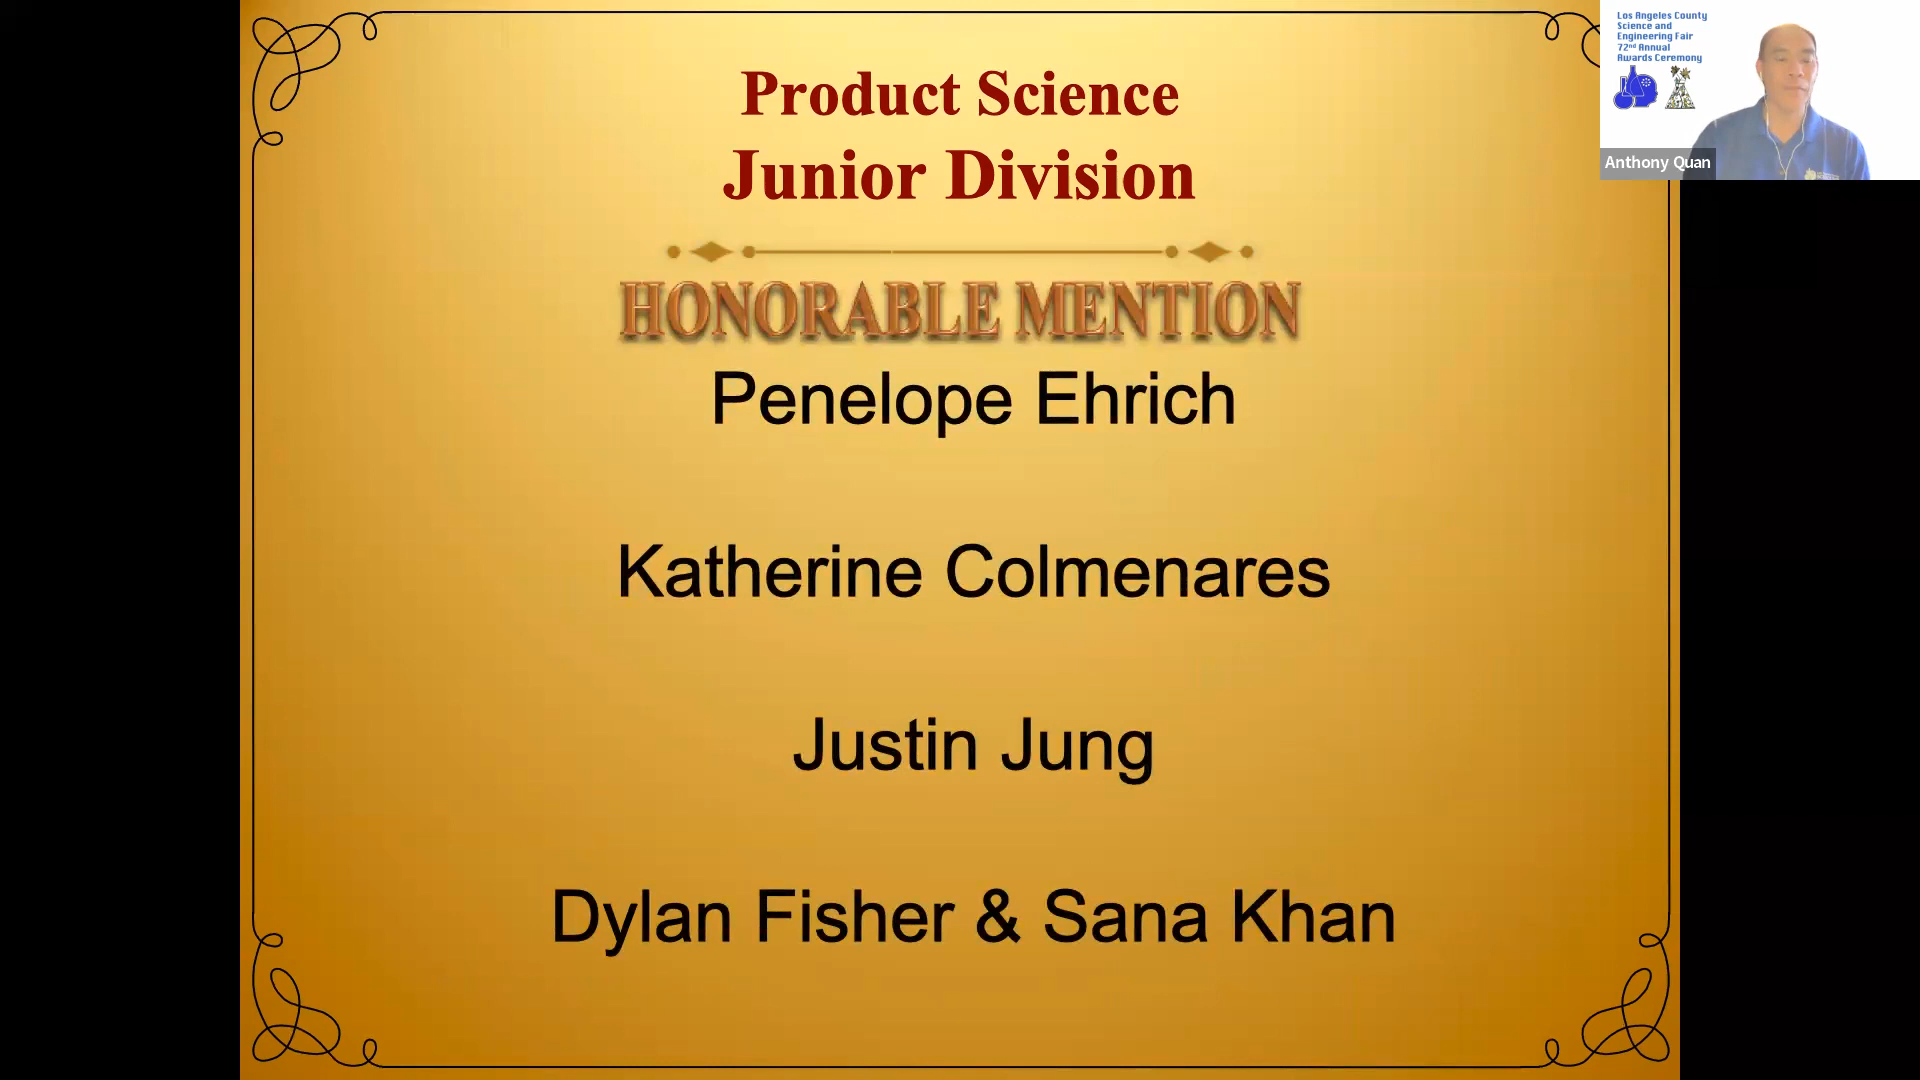 Product Science
Junior Division
HONORABLE MENTION
Penelope Ehrich
Katherine Colmenares
Justin Jung
Dylan Fisher & Sana Khan
Los Angeles County
Science and
Engineering Fair
72nd Annual
Awards Ceremony
Anthony Quan